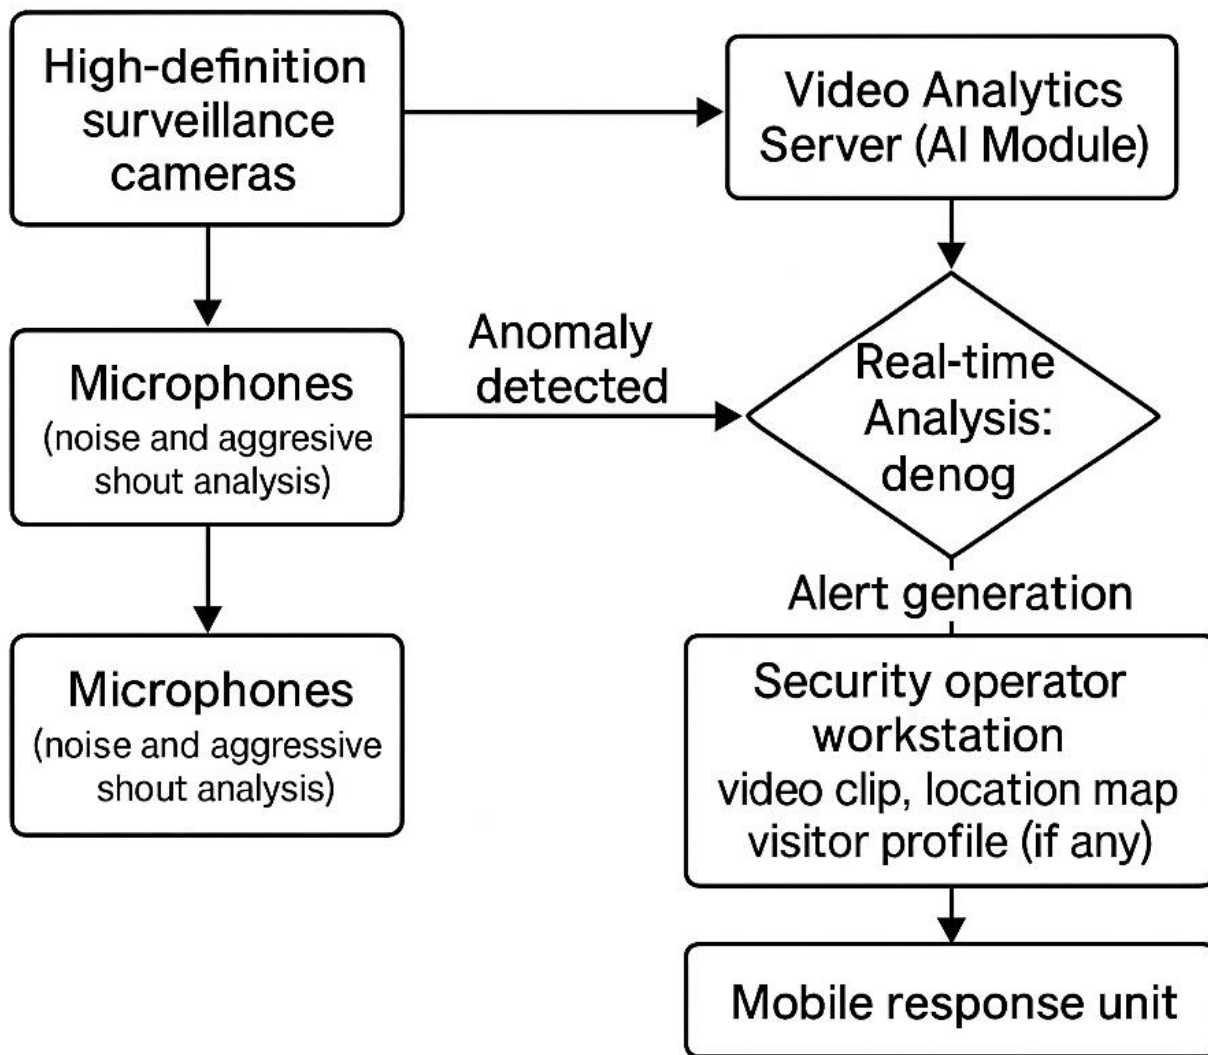 High-definition
surveillance
cameras
Video Analytics
Server (AI Module)
Microphones
(noise and aggresive
shout analysis)
Anomaly
detected
Real-time
Analysis:
denog
Alert generation
Microphones
(noise and aggressive
shout analysis)
Security operator
workstation
video clip, location map
visitor profile (if any)
Mobile response unit